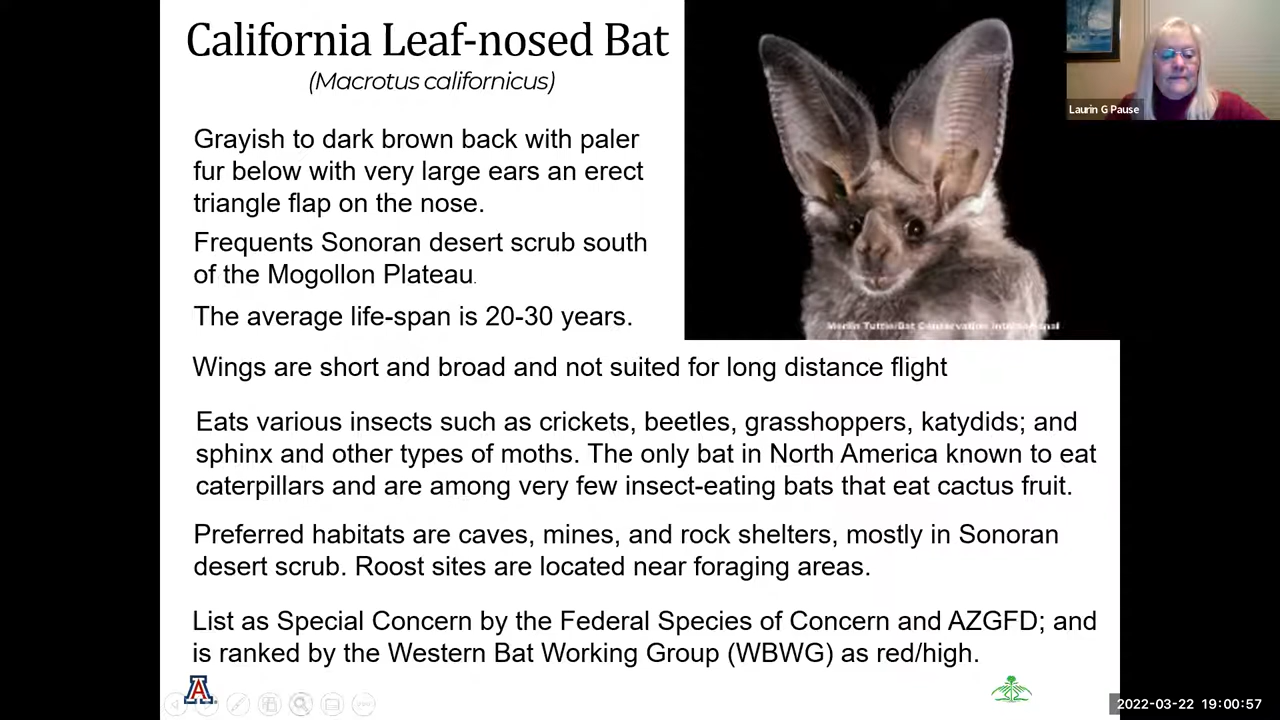 California Leaf-nosed Bat
(Macrotus californicus)
Laurin G Pause
Grayish to dark brown back with paler
fur below with very large ears an erect
triangle flap on the nose.
Frequents Sonoran desert scrub south
of the Mogollon Plateau.
The average life-span is 20-30 years.
Merlin Tuttle/Bat Conservation International
Wings are short and broad and not suited for long distance flight
Eats various insects such as crickets, beetles, grasshoppers, katydids; and
sphinx and other types of moths. The only bat in North America known to eat
caterpillars and are among very few insect-eating bats that eat cactus fruit.
Preferred habitats are caves, mines, and rock shelters, mostly in Sonoran
desert scrub. Roost sites are located near foraging areas.
List as Special Concern by the Federal Species of Concern and AZGFD; and
is ranked by the Western Bat Working Group (WBWG) as red/high.
A
2022-03-22 19:00:57